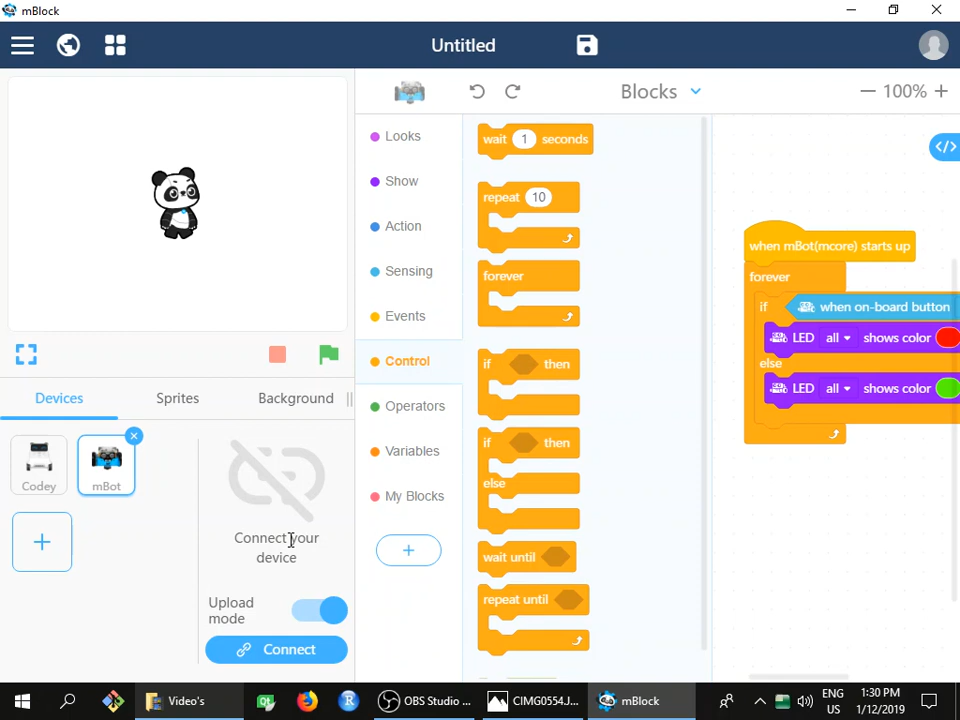 mBlock
Untitled
Blocks
100%
Looks
Show
Action
Sensing
Events
Control
Operators
Variables
My Blocks
wait 1 seconds
repeat 10
forever
if then
if then
else
wait until
repeat until
when mBot(mcore) starts up
forever
if when on-board button
LED all shows color
else
LED all shows color
Devices
Sprites
Background
Codey
mBot
Connect your
device
Upload
mode
Connect
Video's
OBS Studio ...
CIMG0554J...
mBlock
ENG
US
1:30 PM
1/12/2019